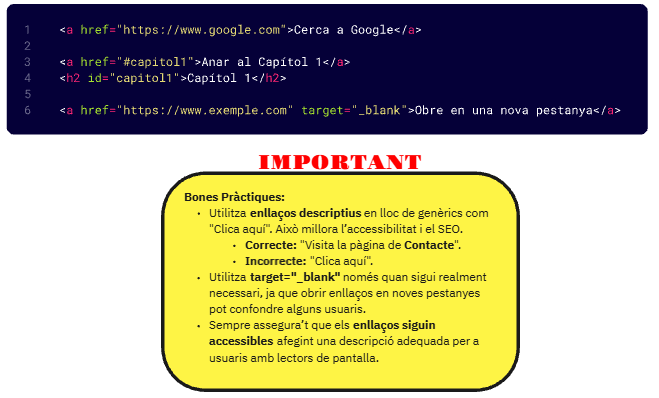 1 <a href="https://www.google.com">Cerca a Google</a>
2
3 <a href="#capitol1">Anar al Capítol 1</a>
4 <h2 id="capitol1">Capítol 1</h2>
5
6 <a href="https://www.exemple.com" target="_blank">Obre en una nova pestanya</a>
IMPORTANT
Bones Pràctiques:
• Utilitza enllaços descriptius en lloc de genèrics com
"Clica aquí". Això millora l'accessibilitat i el SEO.
• Correcte: "Visita la pàgina de Contacte".
• Incorrecte: "Clica aquí".
• Utilitza target="_blank" només quan sigui realment
necessari, ja que obrir enllaços en noves pestanyes
pot confondre alguns usuaris.
• Sempre assegura't que els enllaços siguin
accessibles afegint una descripció adequada per a
usuaris amb lectors de pantalla.